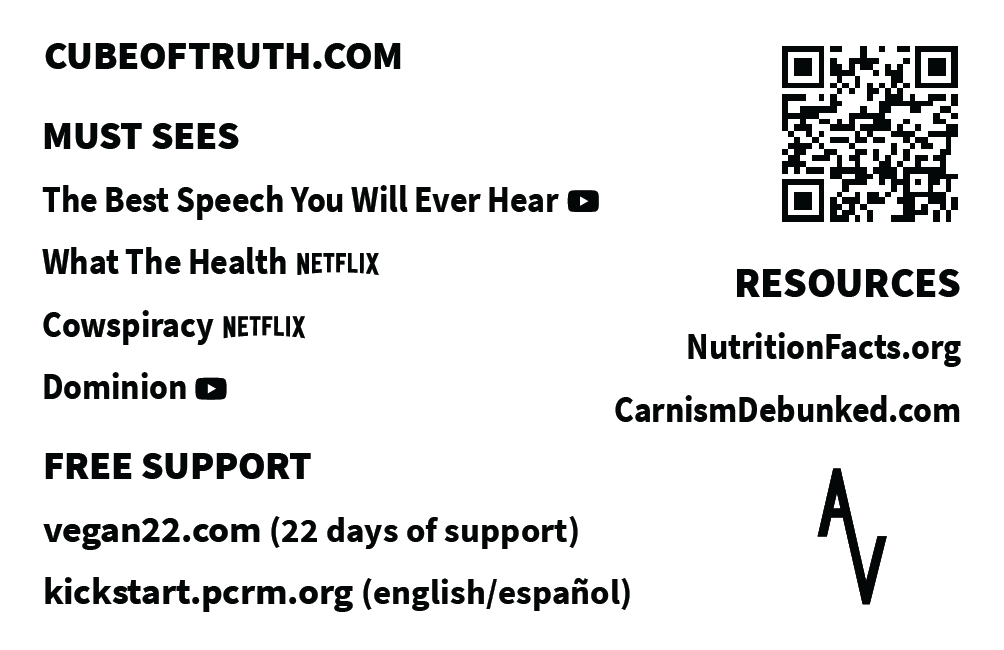 CUBEOFTRUTH.COM
MUST SEES
The Best Speech You Will Ever Hear
What The Health NETFLIX
Cowspiracy NETFLIX
Dominion
FREE SUPPORT
vegan22.com (22 days of support)
kickstart.pcrm.org (english/español)
RESOURCES
NutritionFacts.org
CarnismDebunked.com
AV